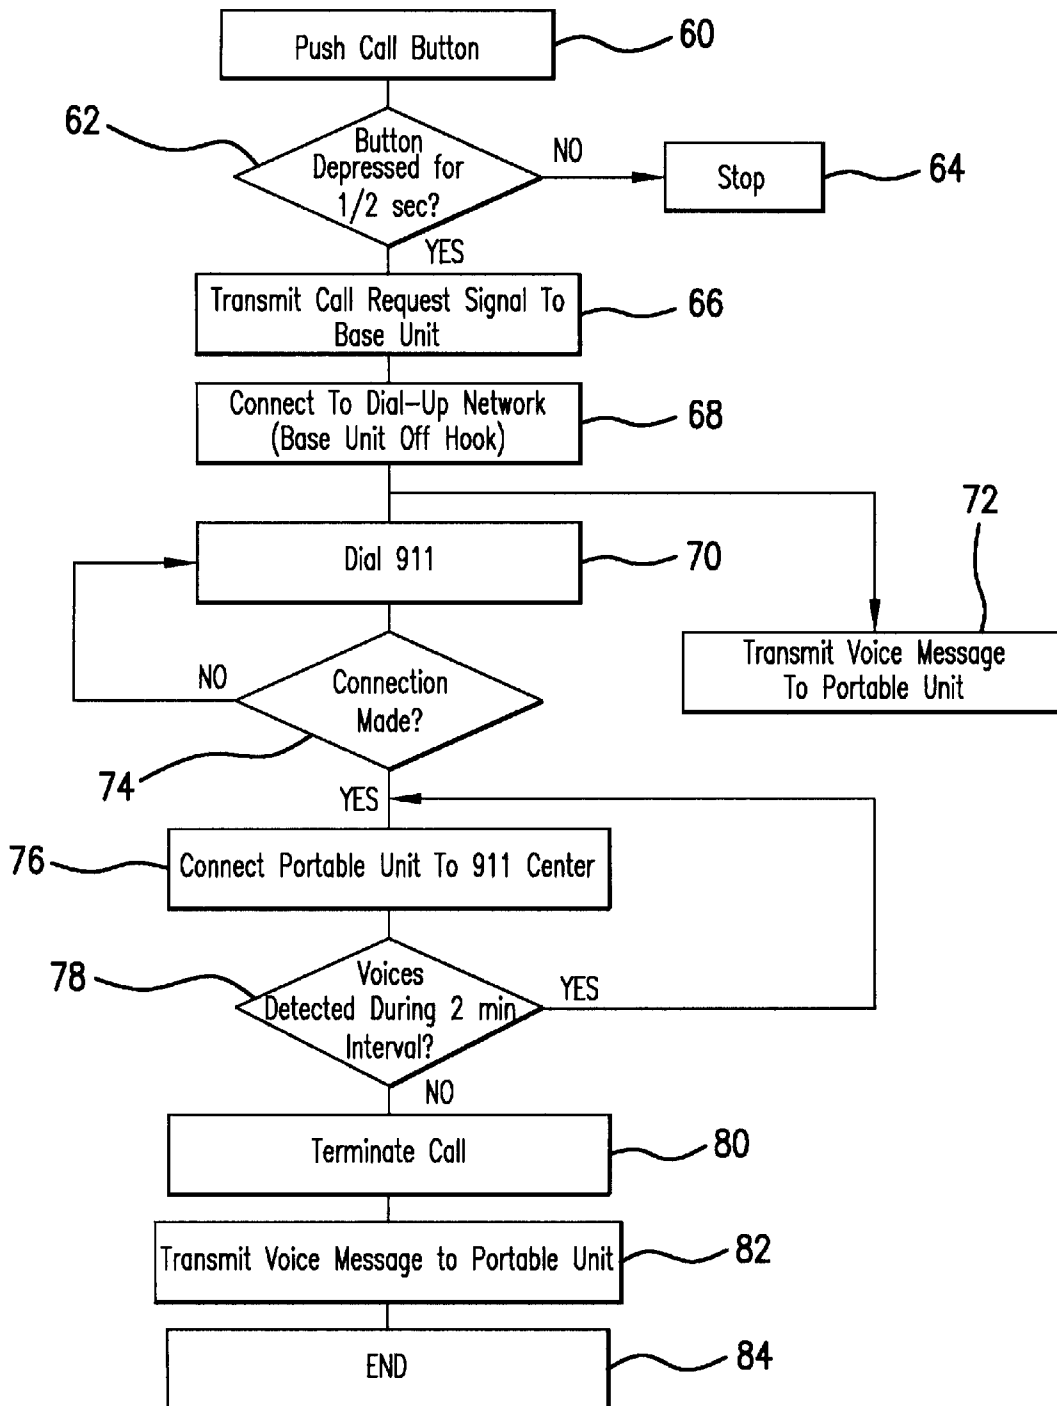 Push Call Button
60
62
Button
Depressed for
1/2 sec?
NO
Stop
64
YES
Transmit Call Request Signal To
Base Unit
66
Connect To Dial-Up Network
(Base Unit Off Hook)
68
72
Dial 911
70
Transmit Voice Message
To Portable Unit
NO
Connection
Made?
74
YES
76
Connect Portable Unit To 911 Center
78
Voices
Detected During 2 min
Interval?
YES
NO
Terminate Call
80
Transmit Voice Message to Portable Unit
82
END
84